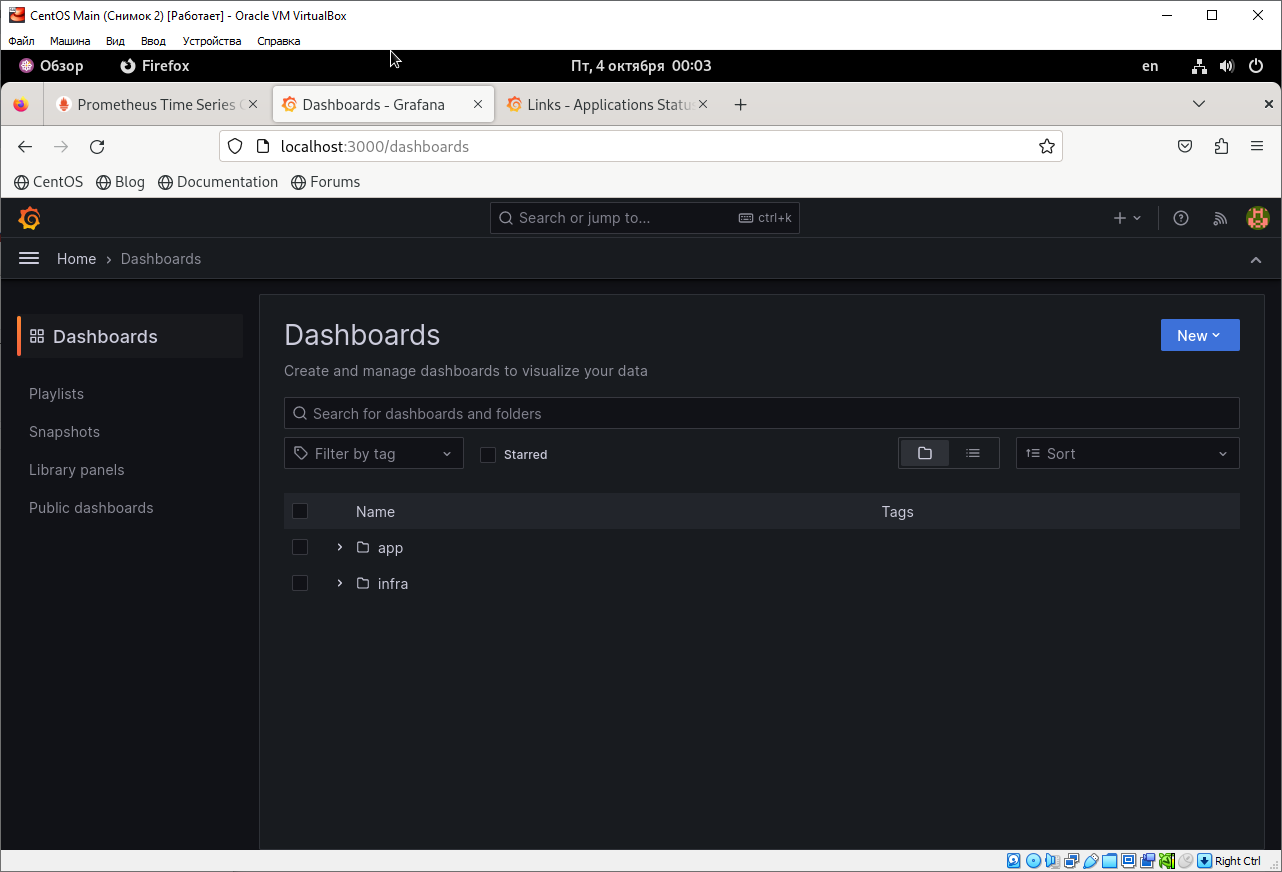 CentOS Main (Снимок 2) [Работает] - Oracle VM VirtualBox
Файл Машина Вид Ввод Устройства Справка
Обзор Firefox Пт, 4 октября 00:03 en
Prometheus Time Series Dashboards - Grafana Links - Applications Status
localhost:3000/dashboards
CentOS Blog Documentation Forums
Search or jump to... ctrl+k
Home › Dashboards
Dashboards
Playlists
Snapshots
Library panels
Public dashboards
Dashboards
New
Create and manage dashboards to visualize your data
Search for dashboards and folders
Filter by tag Starred Sort
Name Tags
app
infra
Right Ctrl